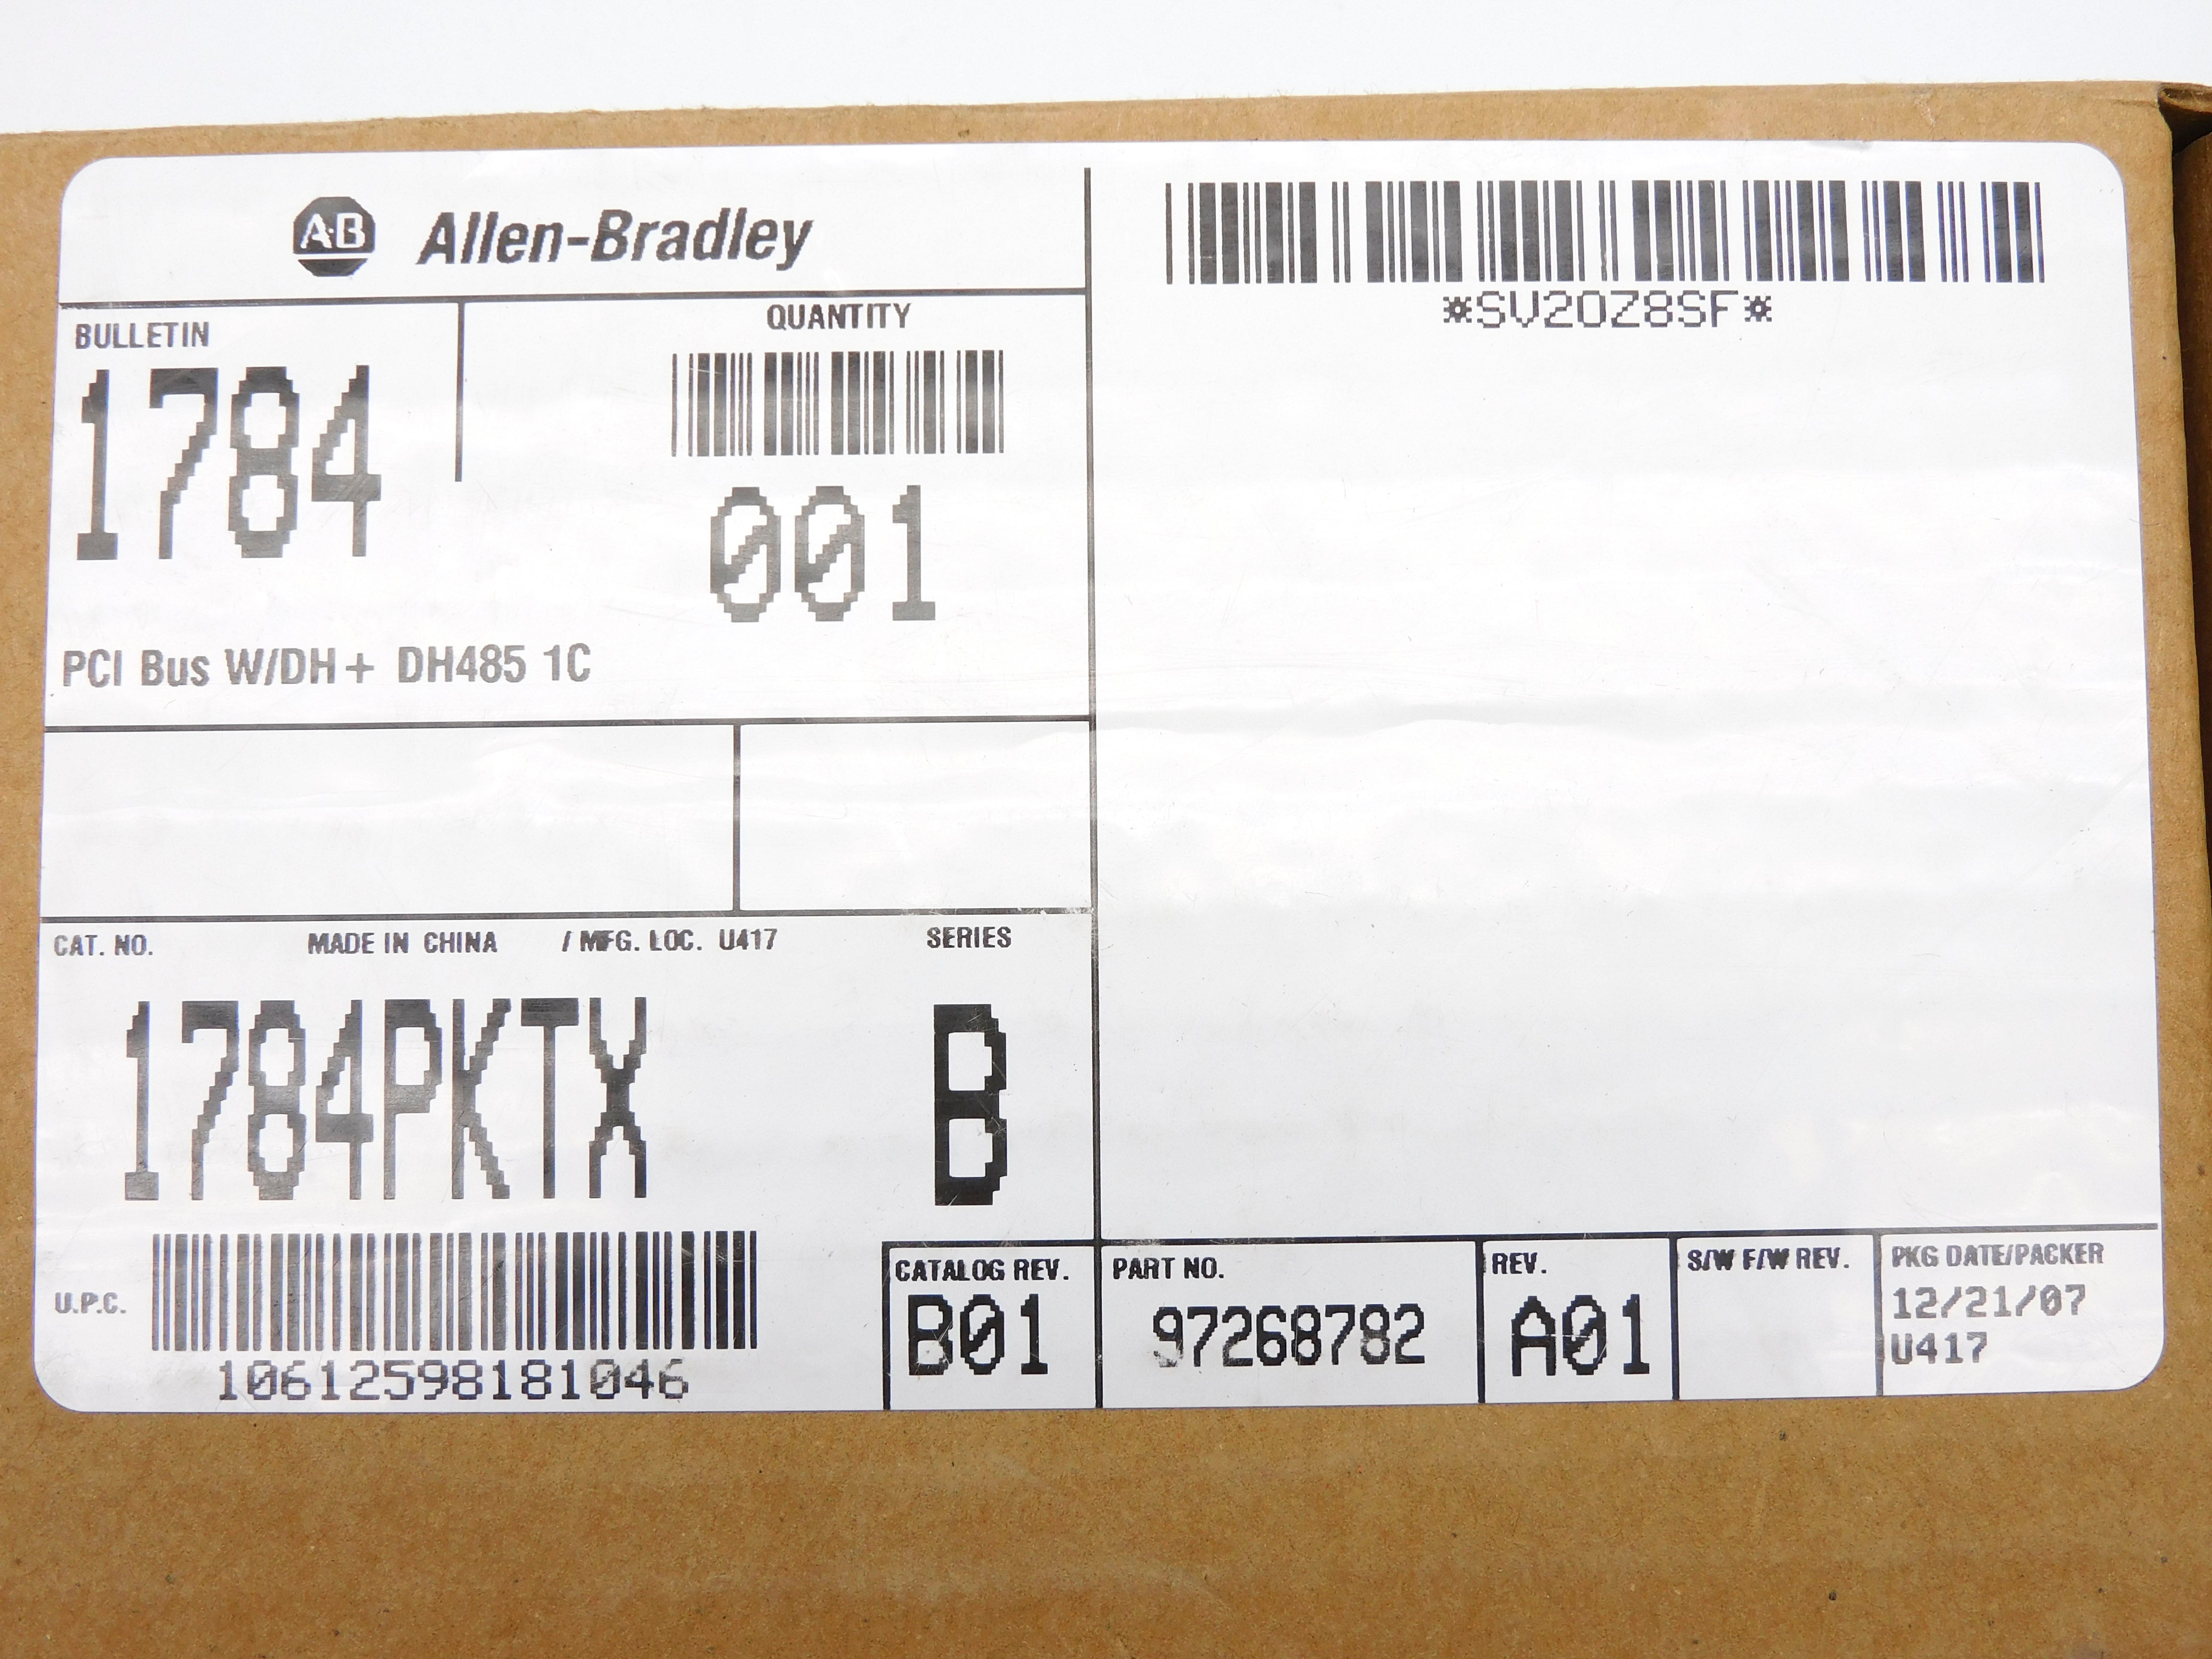 A-B Allen-Bradley
*SV2OZ8SF*
BULLETIN
1784
QUANTITY
001
PCI Bus W/DH+ DH485 1C
CAT. NO. MADE IN CHINA / MFG. LOC. U417 SERIES
1784PKTX B
U.P.C.
10612598181046
CATALOG REV.
B01
PART NO.
97268782
REV.
A01
S/W F/W REV.
PKG DATE/PACKER
12/21/07
U417